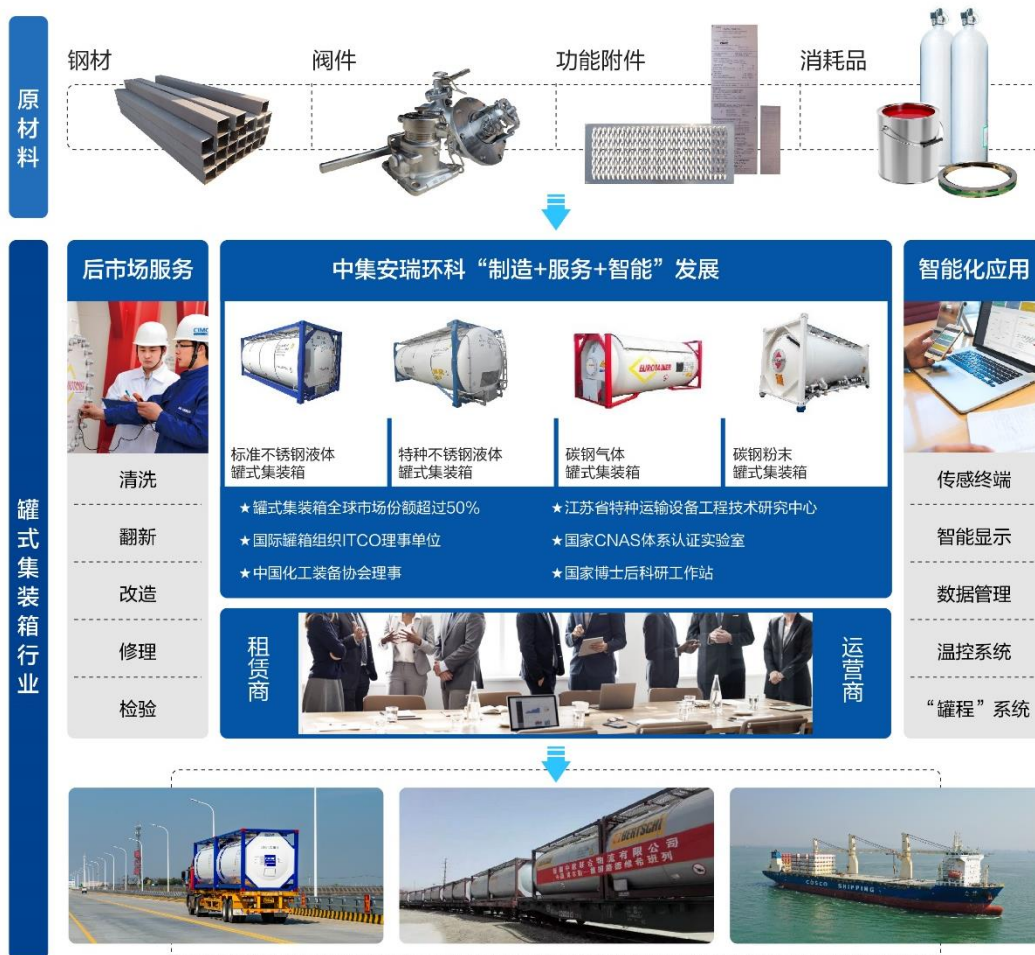 原材料
钢材
阀件
功能附件
消耗品
罐式集装箱行业
后市场服务
清洗
翻新
改造
修理
检验
中集安瑞环科“制造+服务+智能”发展
EUROTAINER
标准不锈钢液体
罐式集装箱
特种不锈钢液体
罐式集装箱
碳钢气体
罐式集装箱
碳钢粉末
罐式集装箱
★罐式集装箱全球市场份额超过50%
★国际罐箱组织ITCO理事单位
★中国化工装备协会理事
★江苏省特种运输设备工程技术研究中心
★国家CNAS体系认证实验室
★国家博士后科研工作站
租赁商
运营商
智能化应用
传感终端
智能显示
数据管理
温控系统
“罐程”系统
BERTSCHI
COSCO SHIPPING